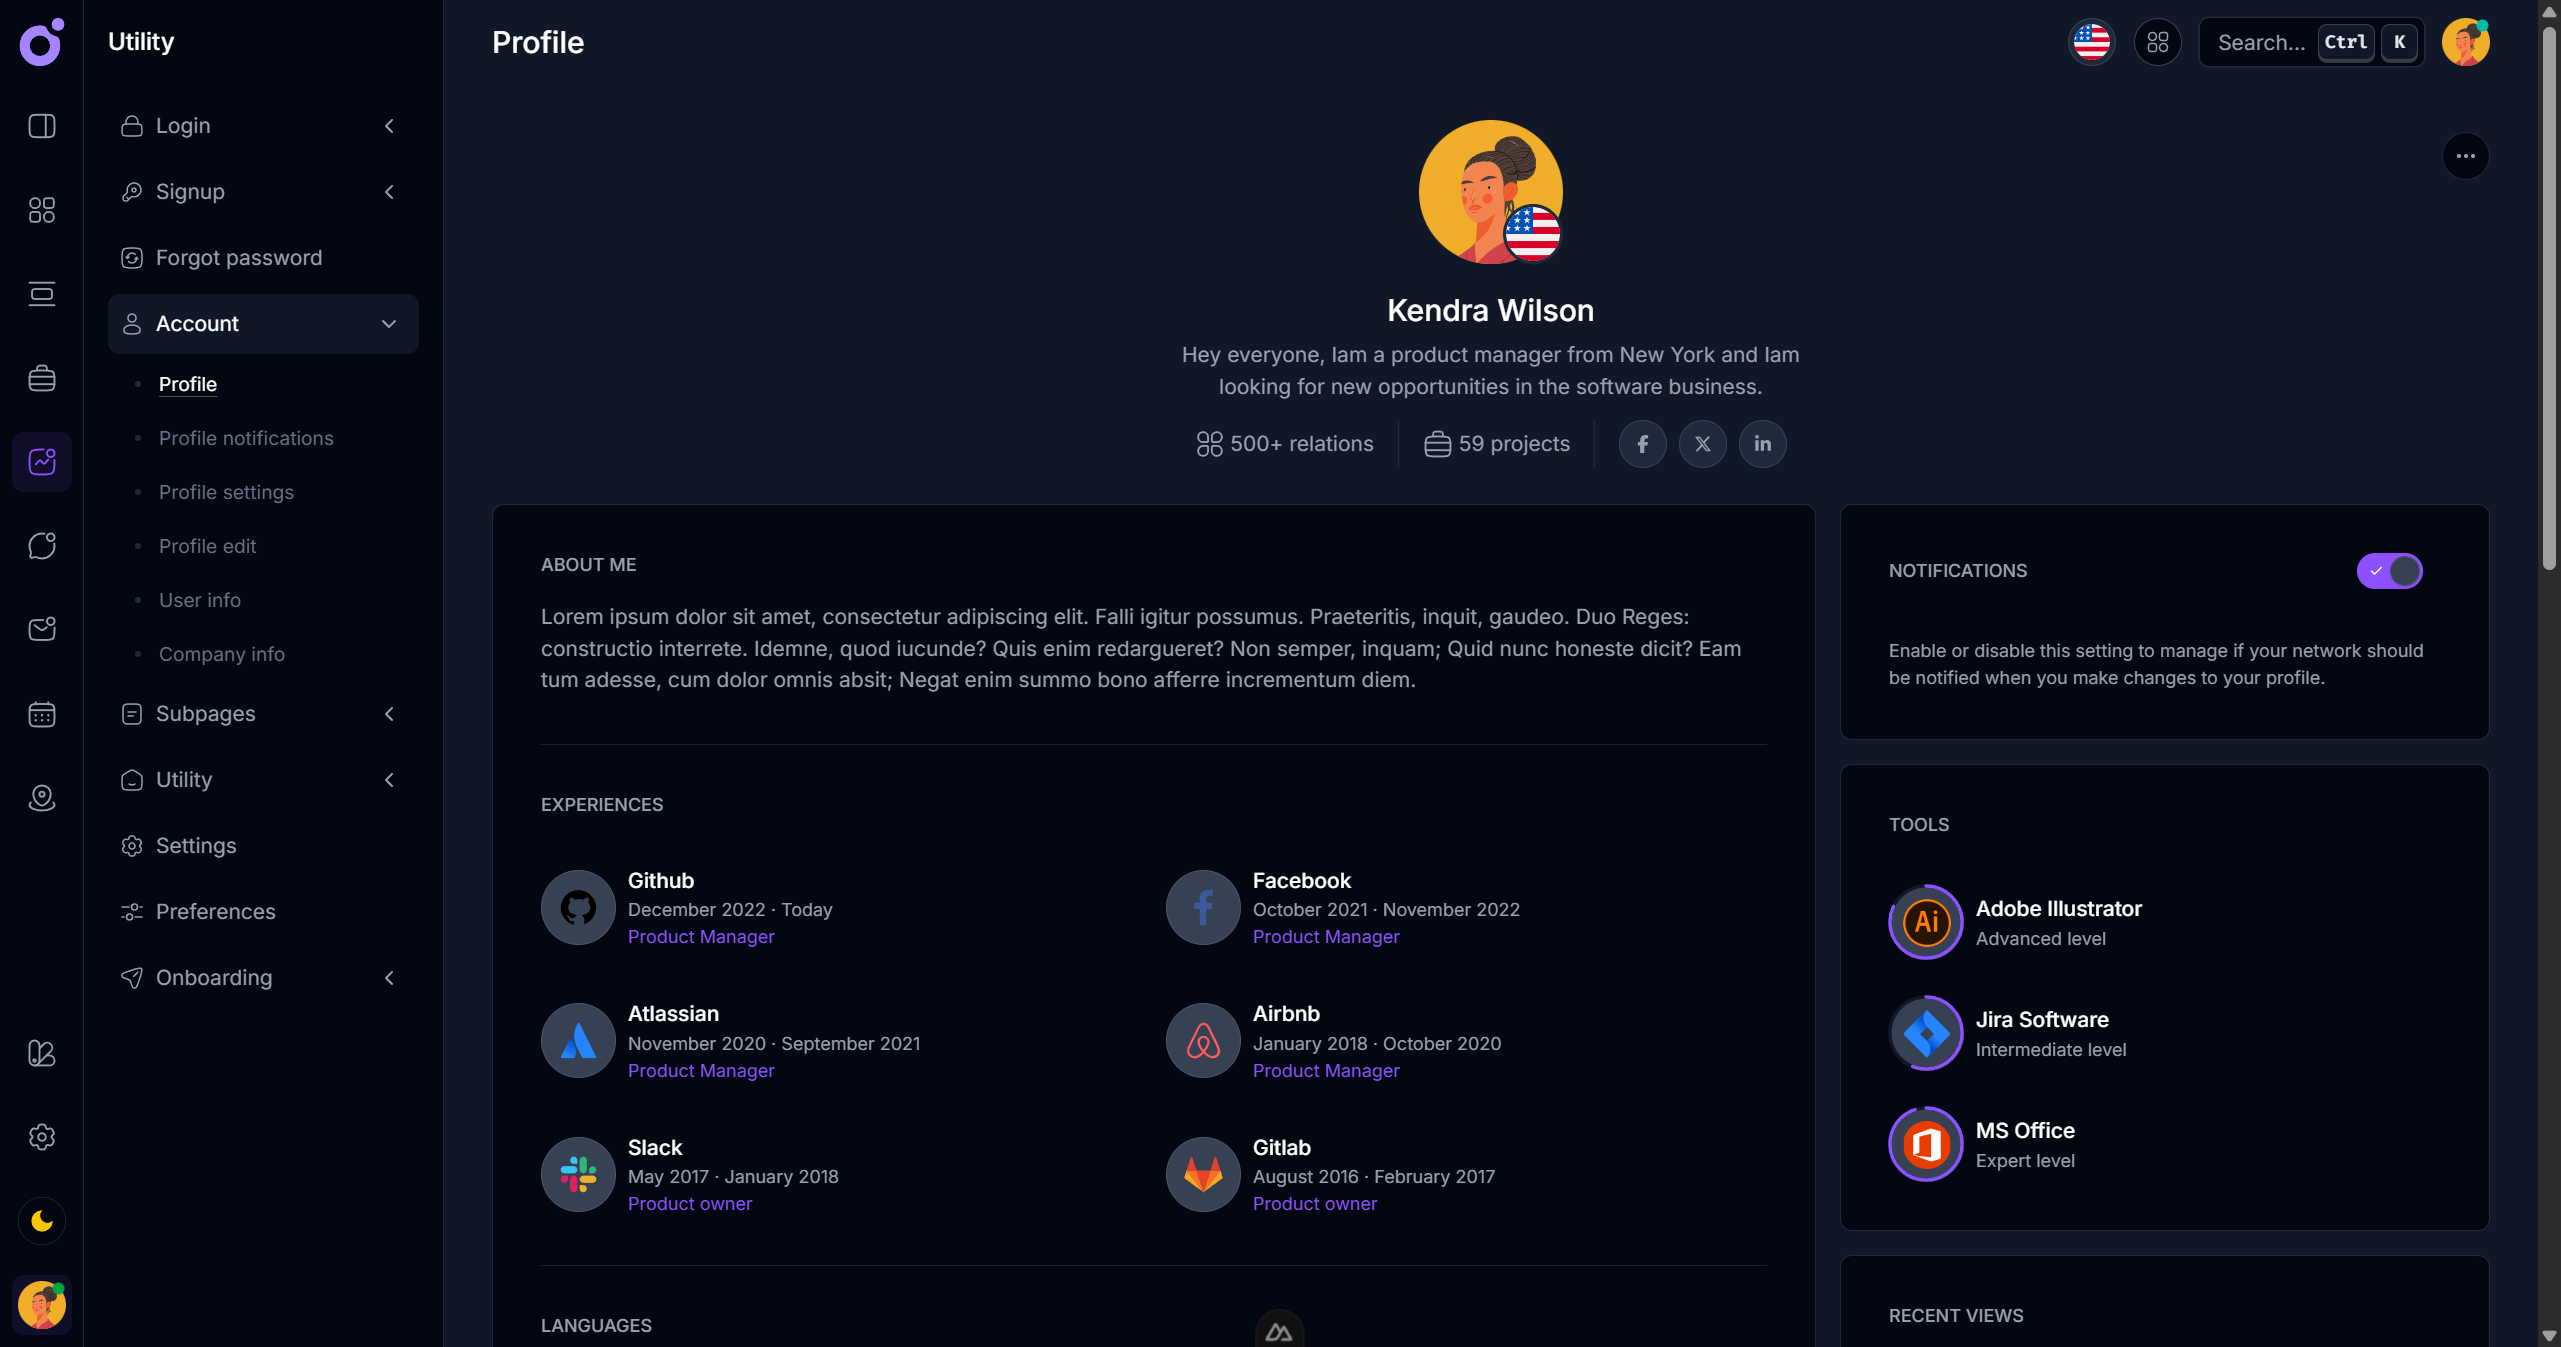 Utility
Login
Signup
Forgot password
Account
Profile
Profile notifications
Profile settings
Profile edit
User info
Company info
Subpages
Utility
Settings
Preferences
Onboarding
Profile
Search...
Ctrl
K
Kendra Wilson
Hey everyone, Iam a product manager from New York and Iam
looking for new opportunities in the software business.
500+ relations
59 projects
ABOUT ME
Lorem ipsum dolor sit amet, consectetur adipiscing elit. Falli igitur possumus. Praeteritis, inquit, gaudeo. Duo Reges:
constructio interrete. Idemne, quod iucunde? Quis enim redargueret? Non semper, inquam; Quid nunc honeste dicit? Eam
tum adesse, cum dolor omnis absit; Negat enim summo bono afferre incrementum diem.
EXPERIENCES
Github
December 2022 · Today
Product Manager
Facebook
October 2021 · November 2022
Product Manager
Atlassian
November 2020 · September 2021
Product Manager
Airbnb
January 2018 · October 2020
Product Manager
Slack
May 2017 · January 2018
Product owner
Gitlab
August 2016 · February 2017
Product owner
LANGUAGES
NOTIFICATIONS
Enable or disable this setting to manage if your network should
be notified when you make changes to your profile.
TOOLS
Ai
Adobe Illustrator
Advanced level
Jira Software
Intermediate level
MS Office
Expert level
RECENT VIEWS